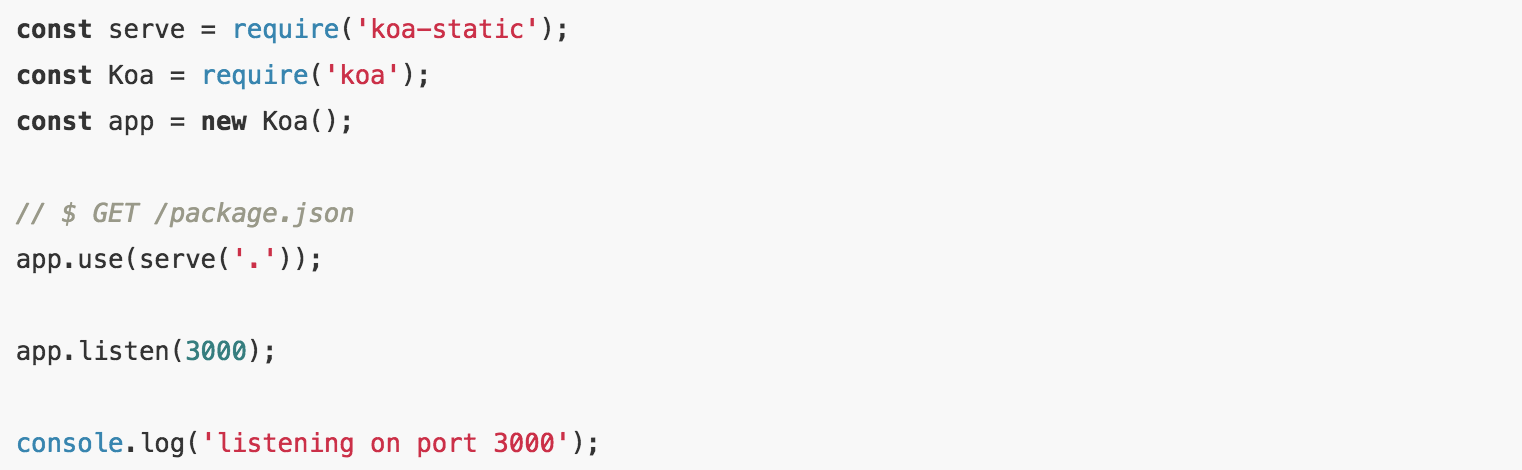 const serve = require('koa-static');
const Koa = require('koa');
const app = new Koa();
// $ GET /package.json
app.use(serve('.'));
app.listen(3000);
console.log('listening on port 3000');